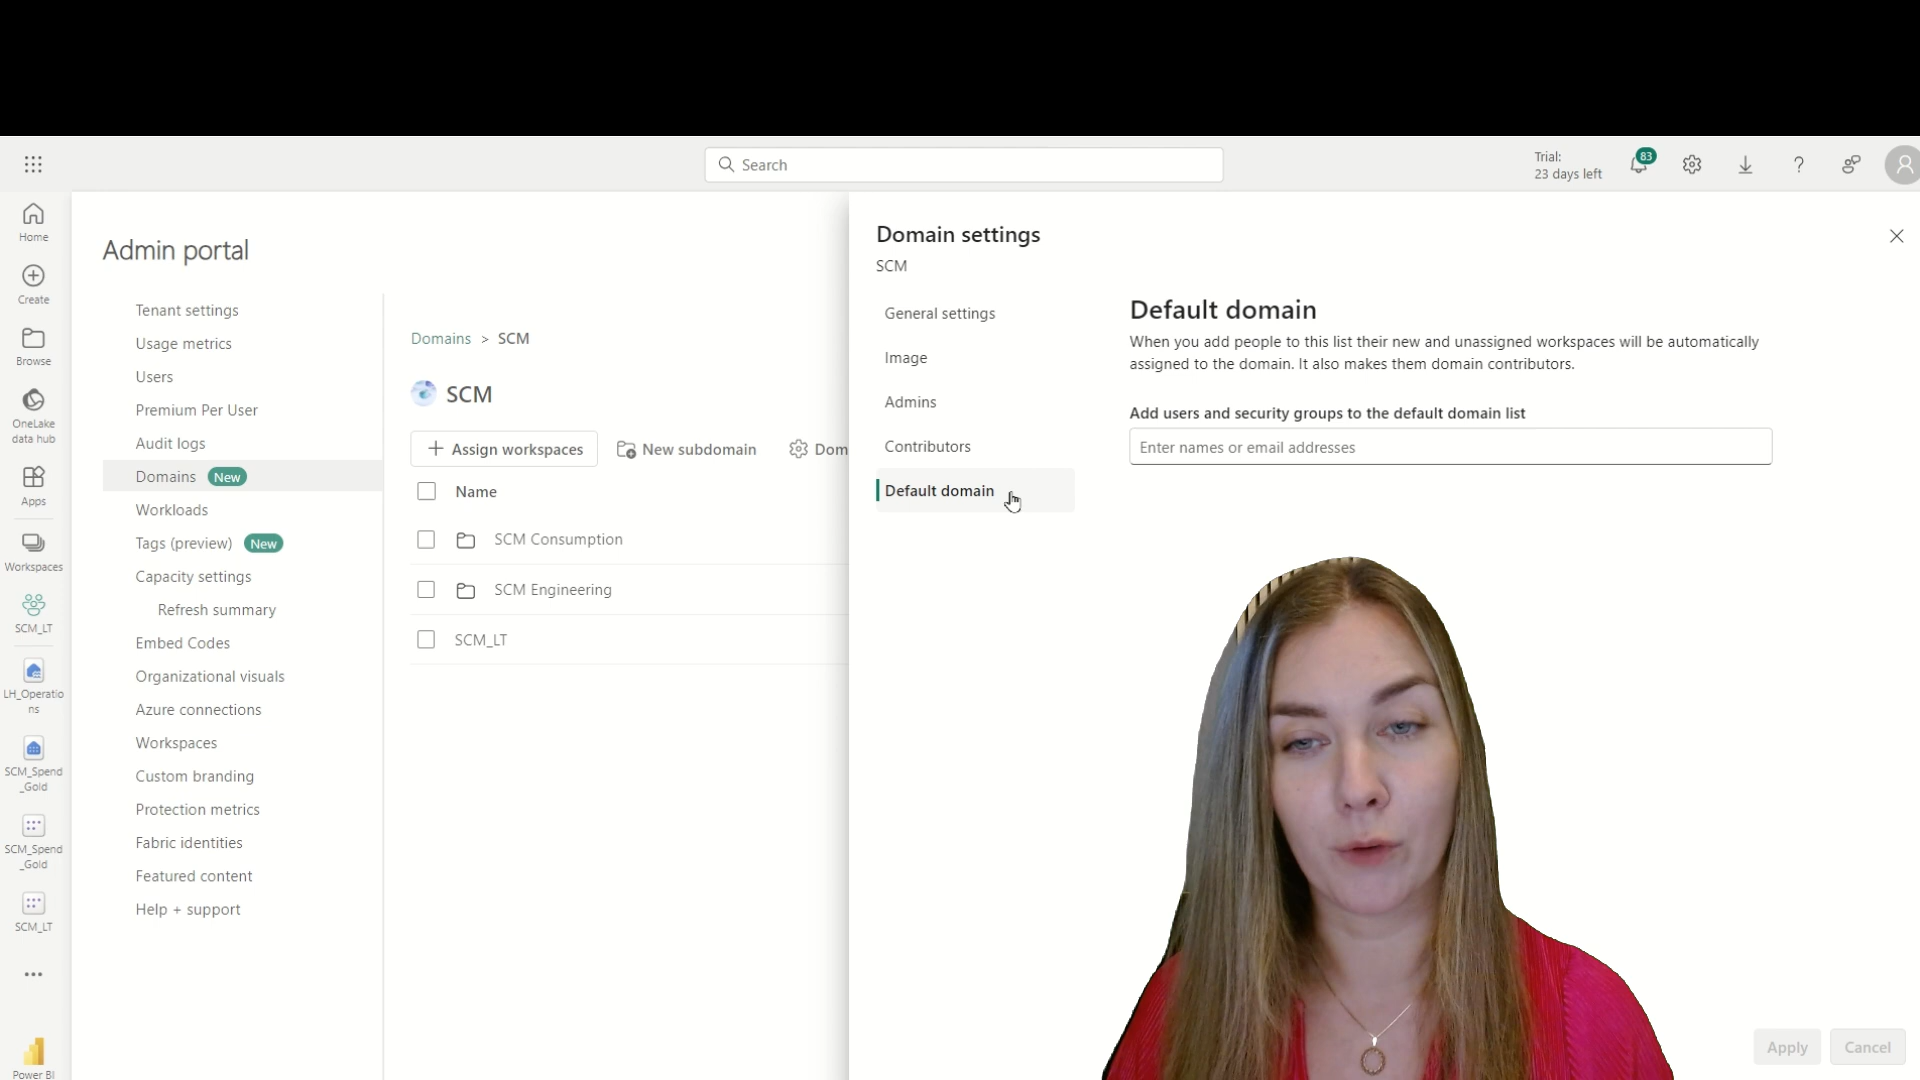 Search
Trial:
23 days left
83
Home
Create
Browse
OneLake
data hub
Apps
Workspaces
SCM_LT
LH_Operatio
ns
SCM_Spend
_Gold
SCM_Spend
_Gold
SCM_LT
Power BI
Admin portal
Tenant settings
Usage metrics
Users
Premium Per User
Audit logs
Domains New
Workloads
Tags (preview) New
Capacity settings
Refresh summary
Embed Codes
Organizational visuals
Azure connections
Workspaces
Custom branding
Protection metrics
Fabric identities
Featured content
Help + support
Domains > SCM
SCM
+ Assign workspaces New subdomain Dom
Name
SCM Consumption
SCM Engineering
SCM_LT
Domain settings
SCM
General settings
Image
Admins
Contributors
Default domain
Default domain
When you add people to this list their new and unassigned workspaces will be automatically
assigned to the domain. It also makes them domain contributors.
Add users and security groups to the default domain list
Enter names or email addresses
Apply Cancel